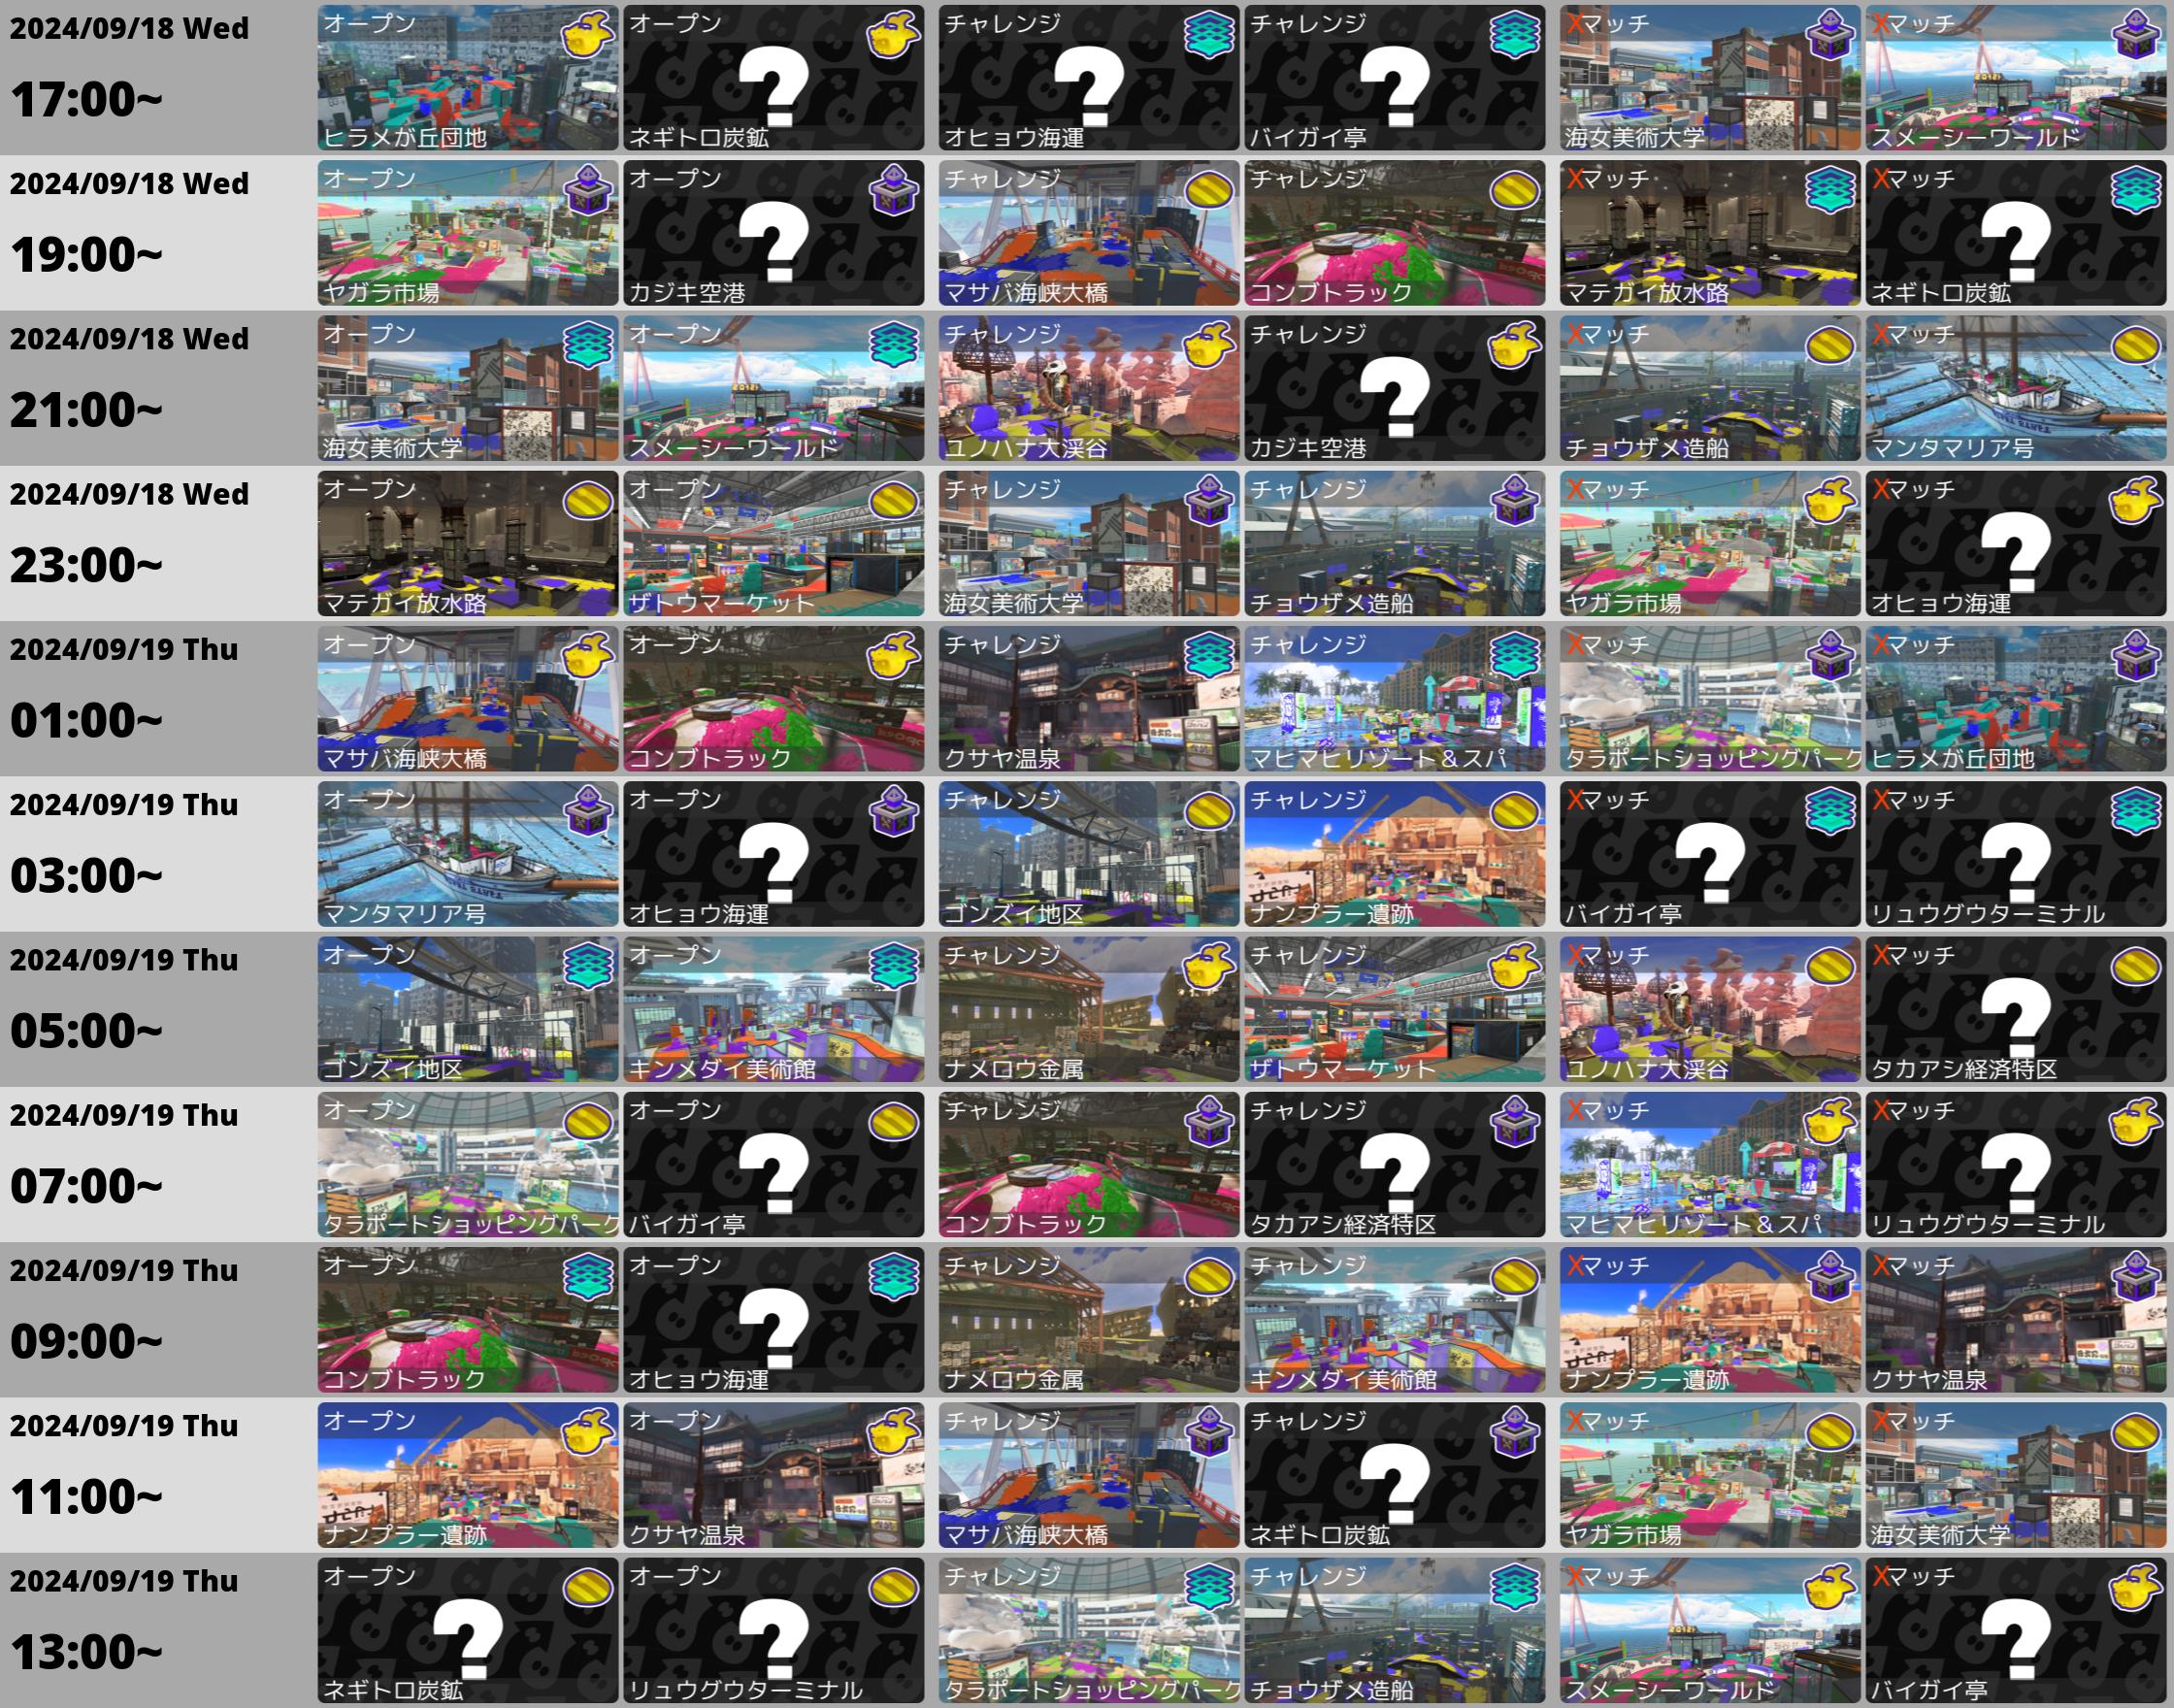 2024/09/18 Wed
17:00~
オープン オープン チャレンジ チャレンジ Xマッチ Xマッチ
ヒラメが丘団地 ネギトロ炭鉱 オヒョウ海運 バイガイ亭 海女美術大学 スメーシーワールド
2024/09/18 Wed
19:00~
オープン オープン チャレンジ チャレンジ Xマッチ Xマッチ
ヤガラ市場 カジキ空港 マサバ海峡大橋 コンブトラック マテガイ放水路 ネギトロ炭鉱
2024/09/18 Wed
21:00~
オープン オープン チャレンジ チャレンジ Xマッチ Xマッチ
海女美術大学 スメーシーワールド ユノハナ大渓谷 カジキ空港 チョウザメ造船 マンタマリア号
2024/09/18 Wed
23:00~
オープン オープン チャレンジ チャレンジ Xマッチ Xマッチ
マテガイ放水路 ザトウマーケット 海女美術大学 チョウザメ造船 ヤガラ市場 オヒョウ海運
2024/09/19 Thu
01:00~
オープン オープン チャレンジ チャレンジ Xマッチ Xマッチ
マサバ海峡大橋 コンブトラック クサヤ温泉 マヒマヒリゾート＆スパ タラポートショッピングパーク ヒラメが丘団地
2024/09/19 Thu
03:00~
オープン オープン チャレンジ チャレンジ Xマッチ Xマッチ
マンタマリア号 オヒョウ海運 ゴンズイ地区 ナンプラー遺跡 バイガイ亭 リュウグウターミナル
2024/09/19 Thu
05:00~
オープン オープン チャレンジ チャレンジ Xマッチ Xマッチ
ゴンズイ地区 キンメダイ美術館 ナメロウ金属 ザトウマーケット ユノハナ大渓谷 タカアシ経済特区
2024/09/19 Thu
07:00~
オープン オープン チャレンジ チャレンジ Xマッチ Xマッチ
タラポートショッピングパーク バイガイ亭 コンブトラック タカアシ経済特区 マヒマヒリゾート＆スパ リュウグウターミナル
2024/09/19 Thu
09:00~
オープン オープン チャレンジ チャレンジ Xマッチ Xマッチ
コンブトラック オヒョウ海運 ナメロウ金属 キンメダイ美術館 ナンプラー遺跡 クサヤ温泉
2024/09/19 Thu
11:00~
オープン オープン チャレンジ チャレンジ Xマッチ Xマッチ
ナンプラー遺跡 クサヤ温泉 マサバ海峡大橋 ネギトロ炭鉱 ヤガラ市場 海女美術大学
2024/09/19 Thu
13:00~
オープン オープン チャレンジ チャレンジ Xマッチ Xマッチ
ネギトロ炭鉱 リュウグウターミナル タラポートショッピングパーク チョウザメ造船 スメーシーワールド バイガイ亭